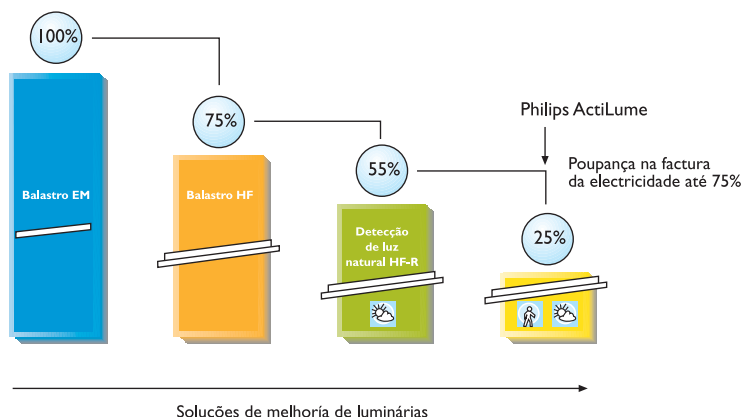 100%
75%
Philips ActiLume
55%
Poupança na factura
da electricidade até 75%
Balastro EM
Balastro HF
Detecção
de luz
natural HF-R
25%
Soluções de melhoría de luminárias